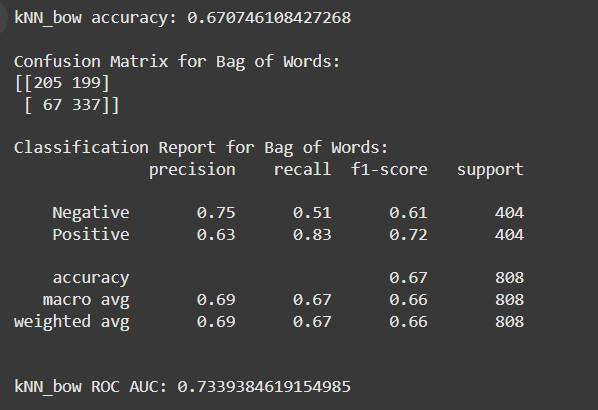 kNN_bow accuracy: 0.670746108427268
Confusion Matrix for Bag of Words:
[[205 199]
[ 67 337]]
Classification Report for Bag of Words:
precision recall f1-score support
Negative 0.75 0.51 0.61 404
Positive 0.63 0.83 0.72 404
accuracy 0.67 808
macro avg 0.69 0.67 0.66 808
weighted avg 0.69 0.67 0.66 808
kNN_bow ROC AUC: 0.7339384619154985